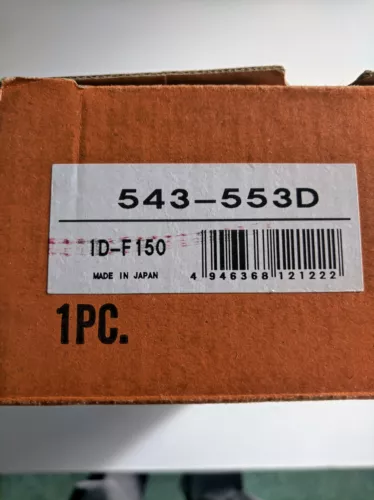 543-553D
ID-F150
MADE IN JAPAN
4 946368 121222
1PC.